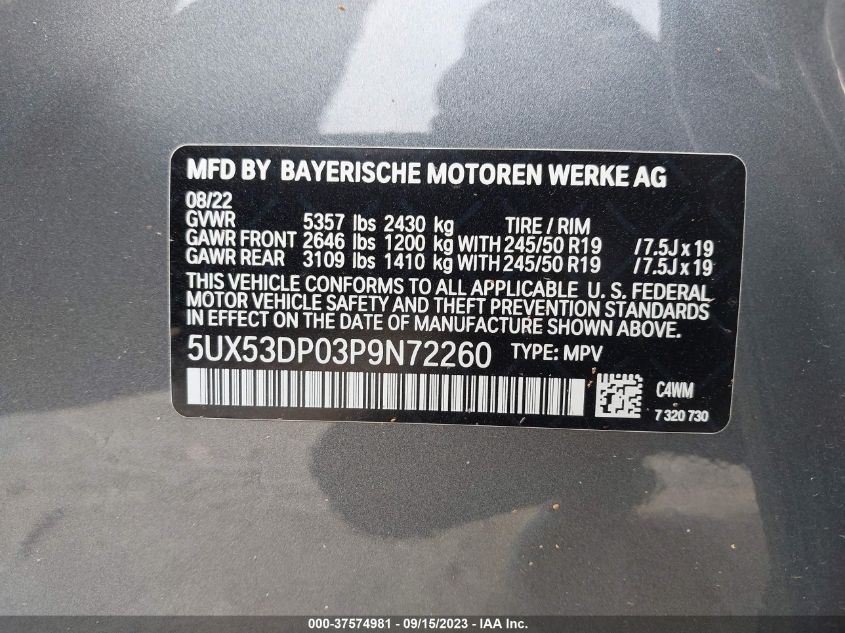 MFD BY BAYERISCHE MOTOREN WERKE AG
08/22
GVWR 5357 lbs 2430 kg TIRE / RIM
GAWR FRONT 2646 lbs 1200 kg WITH 245/50 R19 / 7.5J x 19
GAWR REAR 3109 lbs 1410 kg WITH 245/50 R19 / 7.5J x 19
THIS VEHICLE CONFORMS TO ALL APPLICABLE U. S. FEDERAL
MOTOR VEHICLE SAFETY AND THEFT PREVENTION STANDARDS
IN EFFECT ON THE DATE OF MANUFACTURE SHOWN ABOVE.
5UX53DP03P9N72260 TYPE: MPV
C4WM
7 320 730
000-37574981 - 09/15/2023 - IAA Inc.